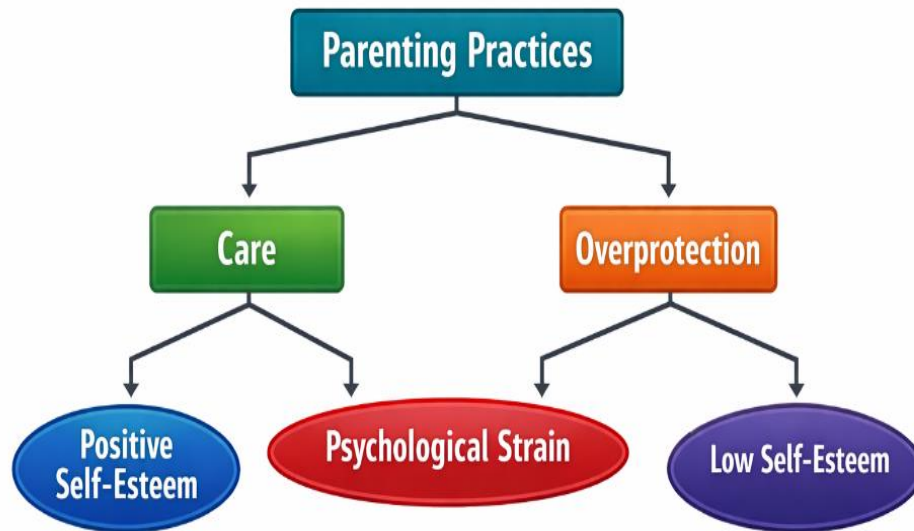 Parenting Practices
Care
Overprotection
Positive
Self-Esteem
Psychological Strain
Low Self-Esteem